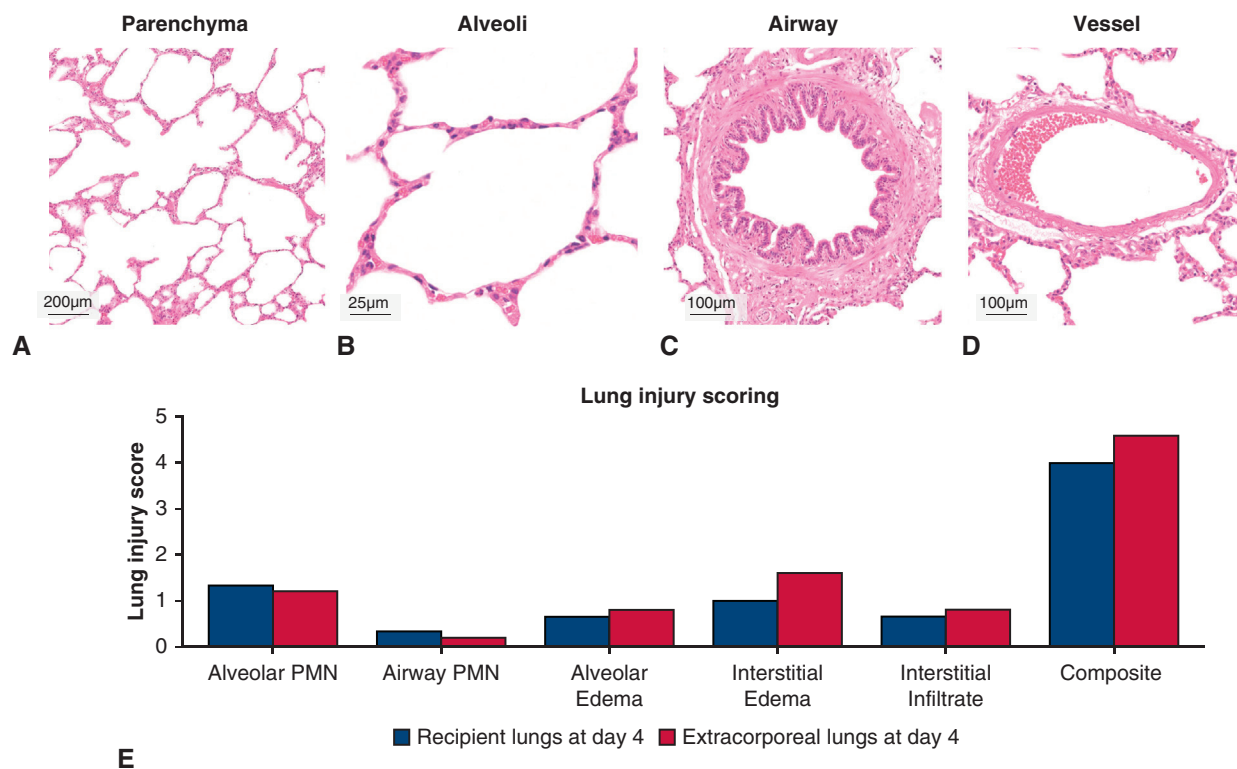 Parenchyma
Alveoli
Airway
Vessel
200µm
25µm
100µm
100µm
A
B
C
D
Lung injury scoring
Lung injury score
5
4
3
2
1
0
Alveolar PMN
Airway PMN
Alveolar
Edema
Interstitial
Edema
Interstitial
Infiltrate
Composite
Recipient lungs at day 4
Extracorporeal lungs at day 4
E